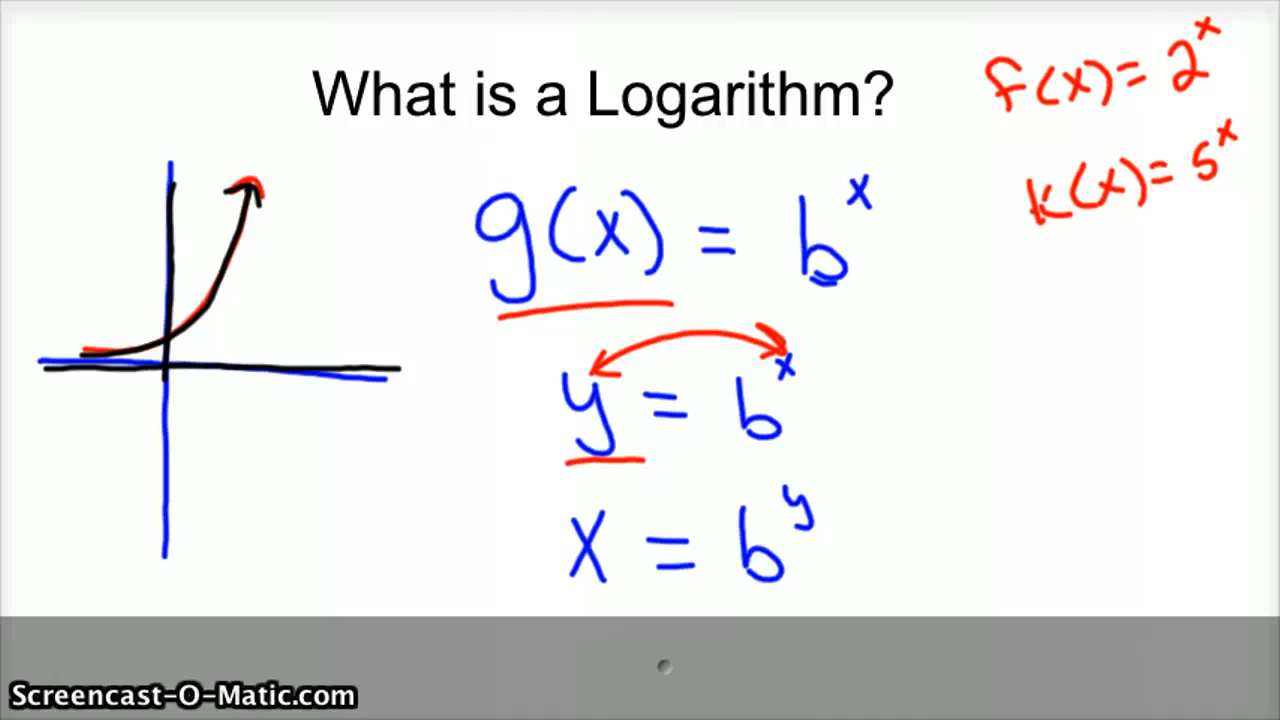 What is a Logarithm?
f(x) = 2^x
k(x) = 5^x
g(x) = b^x
y = b^x
x = b^y
Screencast-O-Matic.com